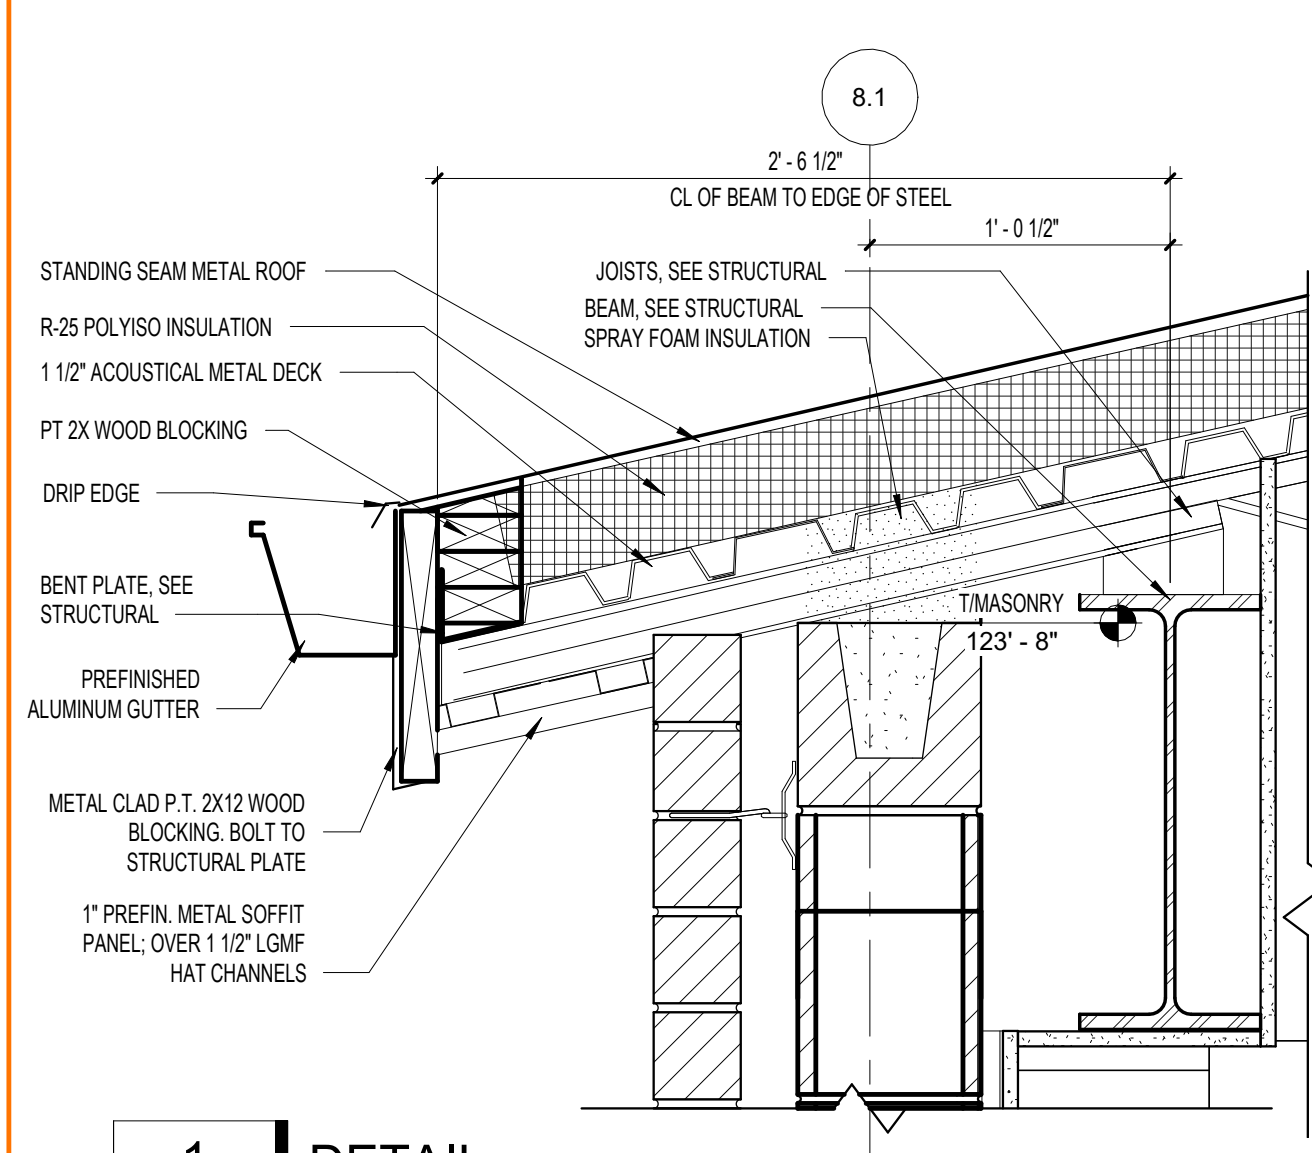 8.1
2' - 6 1/2"
CL OF BEAM TO EDGE OF STEEL
1' - 0 1/2"
STANDING SEAM METAL ROOF
R-25 POLYISO INSULATION
1 1/2" ACOUSTICAL METAL DECK
PT 2X WOOD BLOCKING
DRIP EDGE
BENT PLATE, SEE
STRUCTURAL
PREFINISHED
ALUMINUM GUTTER
METAL CLAD P.T. 2X12 WOOD
BLOCKING. BOLT TO
STRUCTURAL PLATE
1" PREFIN. METAL SOFFIT
PANEL; OVER 1 1/2" LGMF
HAT CHANNELS
JOISTS, SEE STRUCTURAL
BEAM, SEE STRUCTURAL
SPRAY FOAM INSULATION
T/MASONRY
123' - 8"
1
DETAIL